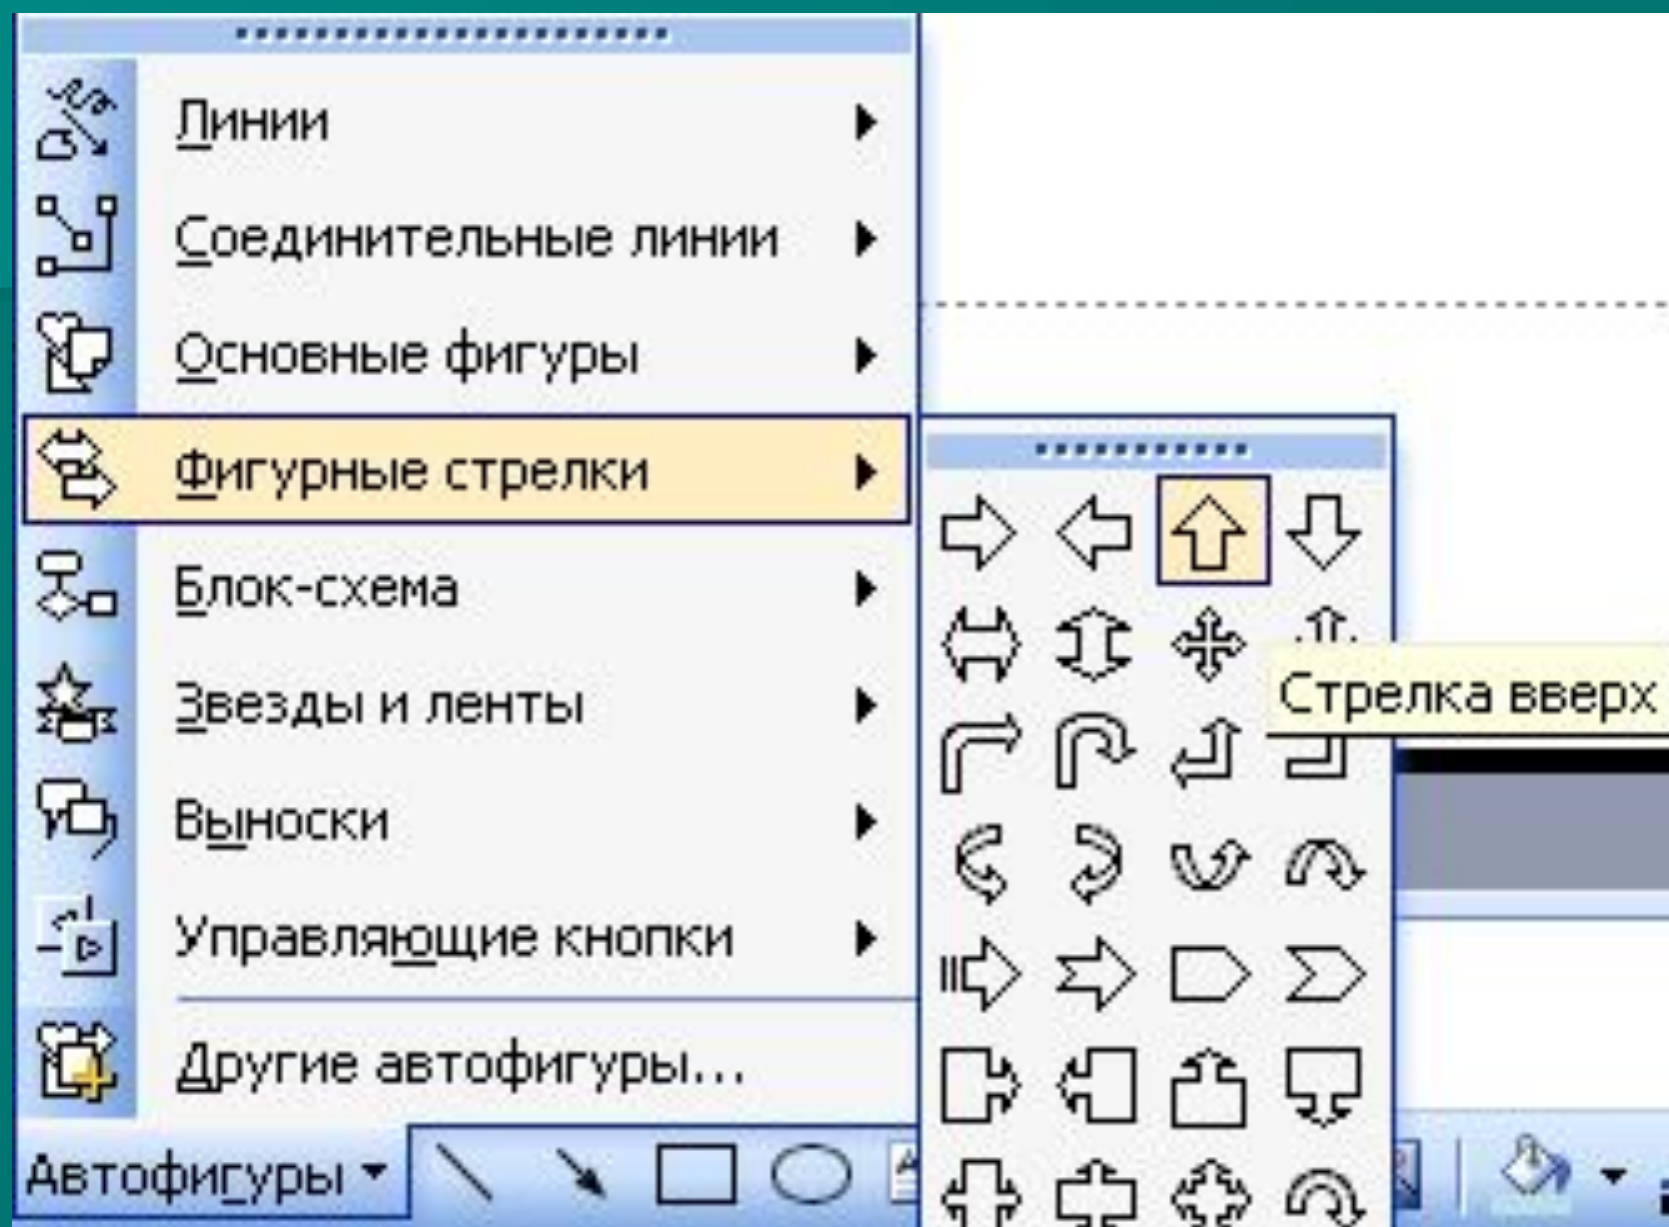 Линии
Соединительные линии
Основные фигуры
Фигурные стрелки
Блок-схема
Звезды и ленты
Стрелка вверх
Выноски
Управляющие кнопки
Другие автофигуры...
Автофигуры